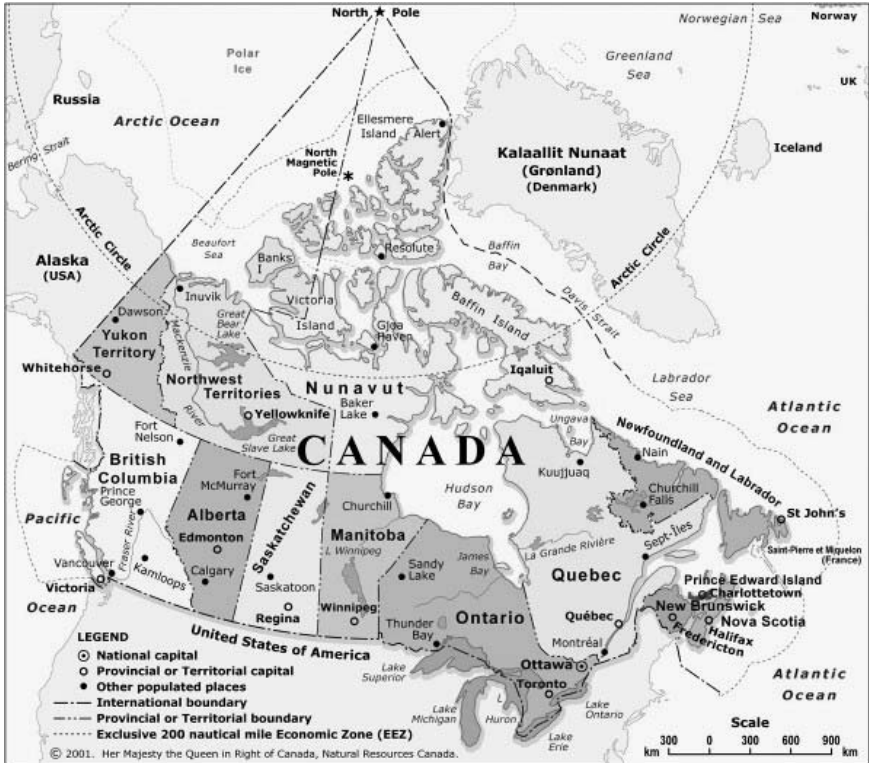 North Pole
Norwegian Sea
Norway
Polar
Ice
Greenland
Sea
UK
Russia
Arctic Ocean
Ellesmere
Island
Alert
Bering Strait
North
Magnetic
Pole
*
Kalaallit Nunaat
(Grønland)
(Denmark)
Iceland
Arctic Circle
Beaufort
Sea
Banks
I
Resolute
Baffin
Bay
Arctic Circle
Alaska
(USA)
Inuvik
Victoria
Island
Baffin Island
Davis Strait
Dawson
Great
Bear Lake
Gjoa
Haven
Yukon
Territory
Mackenzie
River
Whitehorse
Northwest
Territories
Nunavut
Iqaluit
Labrador
Sea
Yellowknife
Baker
Lake
Atlantic
Ocean
Fort
Nelson
Great
Slave Lake
CANADA
Ungava
Bay
Newfoundland and Labrador
Nain
British
Columbia
Kuujjuaq
Fort
McMurray
Prince
George
Churchill
Hudson
Bay
Churchill
Falls
St John's
Pacific
Ocean
Fraser River
Alberta
Edmonton
Saskatchewan
Manitoba
L Winnipeg
La Grande Rivière
Sept-Îles
Saint-Pierre et Miquelon
(France)
Vancouver
Kamloops
Calgary
Saskatoon
Sandy
Lake
James
Bay
Quebec
Prince Edward Island
Charlottetown
Victoria
Regina
Winnipeg
Ontario
Québec
New Brunswick
Nova Scotia
Halifax
Fredericton
United States of America
Thunder
Bay
Montréal
Ottawa
Toronto
Lake
Superior
Lake
Michigan
L
Huron
Lake
Ontario
Lake
Erie
Atlantic
Ocean
LEGEND
National capital
Provincial or Territorial capital
Other populated places
International boundary
Provincial or Territorial boundary
Exclusive 200 nautical mile Economic Zone (EEZ)
© 2001. Her Majesty the Queen in Right of Canada, Natural Resources Canada.
Scale
300 0 300 600 900
km km